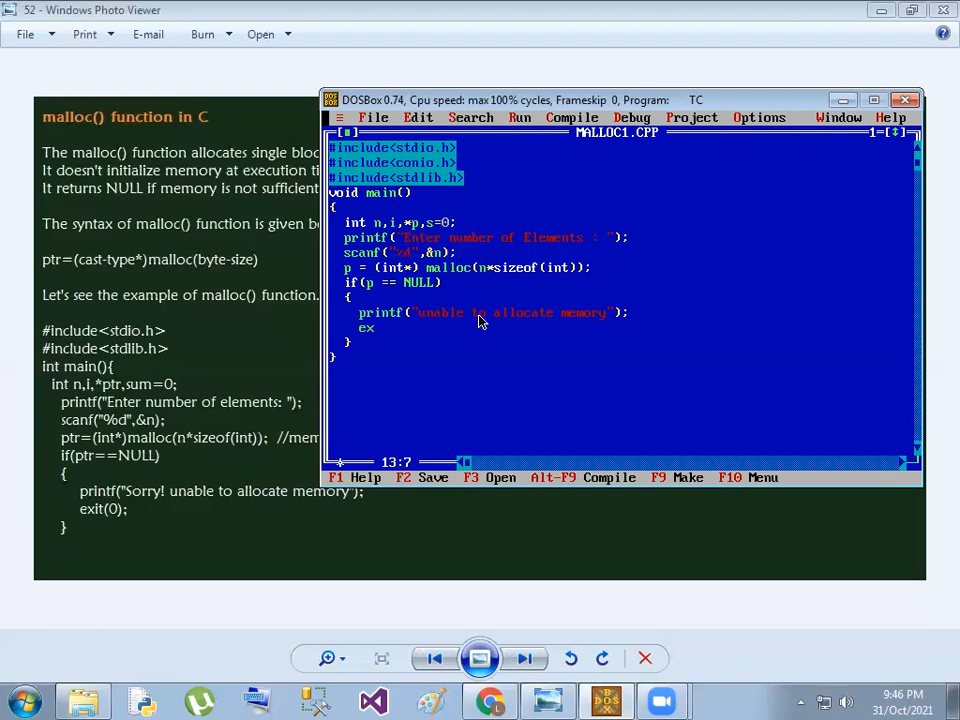 52 - Windows Photo Viewer
File Print E-mail Burn Open
malloc() function in C
The malloc() function allocates single bloc
It doesn't initialize memory at execution ti
It returns NULL if memory is not sufficient
The syntax of malloc() function is given be
ptr=(cast-type*)malloc(byte-size)
Let's see the example of malloc() function.
#include<stdio.h>
#include<stdlib.h>
int main(){
int n,i,*ptr,sum=0;
printf("Enter number of elements: ");
scanf("%d",&n);
ptr=(int*)malloc(n*sizeof(int)); //mem
if(ptr==NULL)
{
printf("Sorry! unable to allocate memory");
exit(0);
}
DOSBox 0.74, Cpu speed: max 100% cycles, Frameskip 0, Program: TC
≡ File Edit Search Run Compile Debug Project Options Window Help
MALLOC1.CPP 1=[↕]
#include<stdio.h>
#include<conio.h>
#include<stdlib.h>
void main()
{
int n,i,*p,s=0;
printf("Enter number of Elements : ");
scanf("%d",&n);
p = (int*) malloc(n*sizeof(int));
if(p == NULL)
{
printf("unable to allocate memory");
ex
}
}
13:7
F1 Help F2 Save F3 Open Alt-F9 Compile F9 Make F10 Menu
9:46 PM
31/Oct/2021